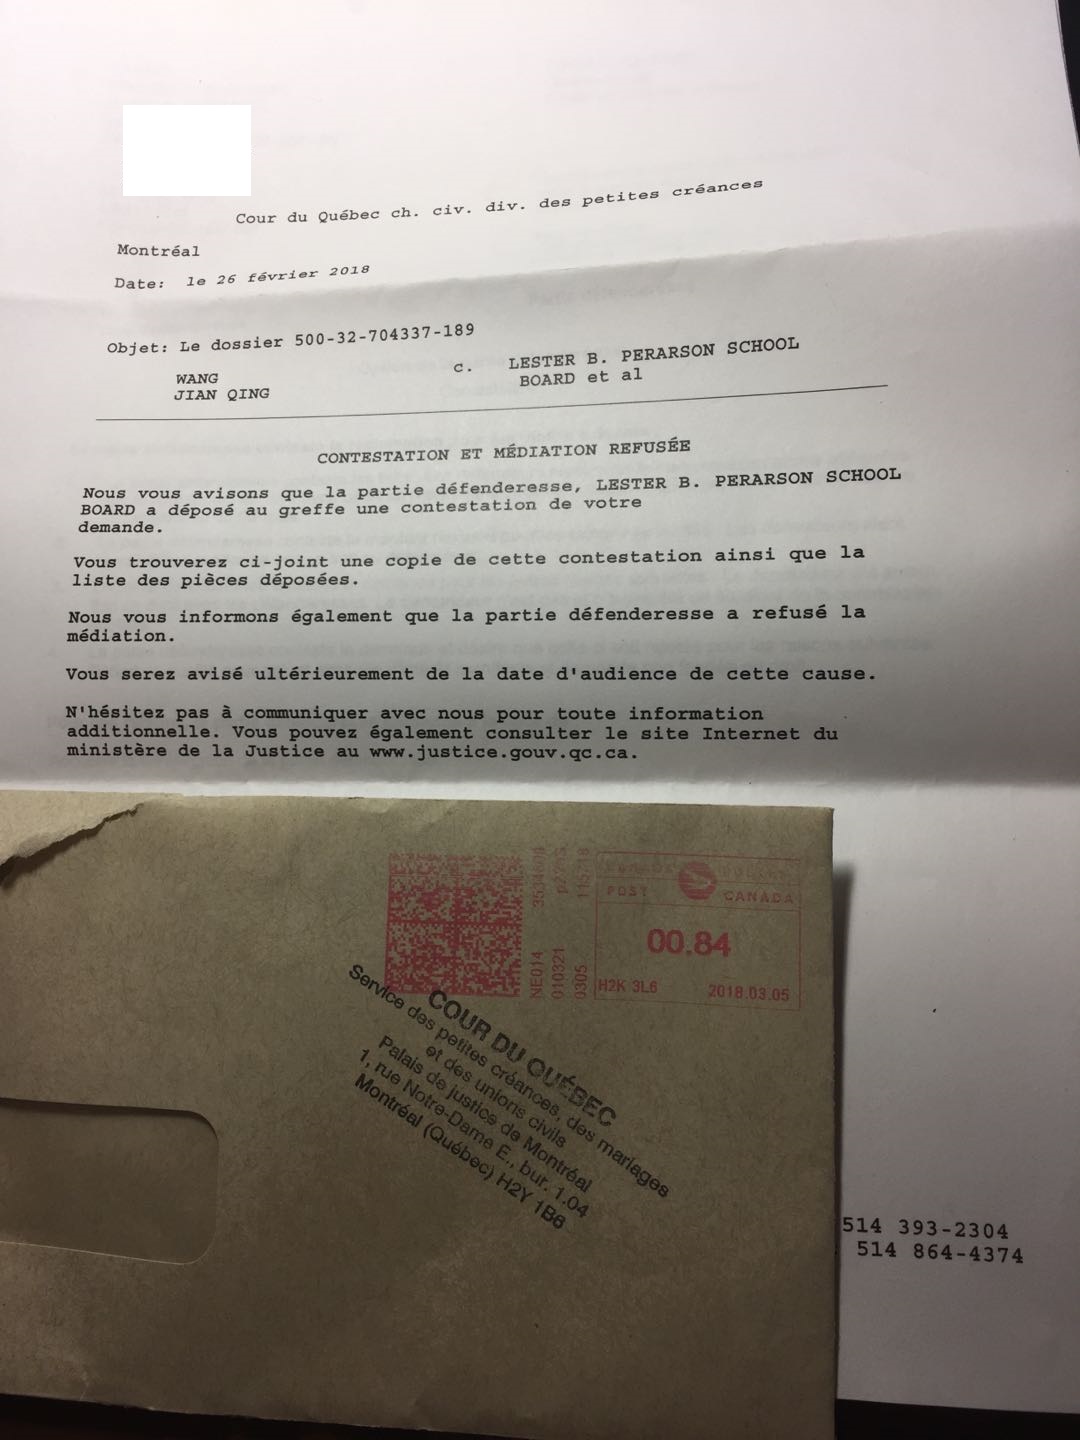 Cour du Québec ch. civ. div. des petites créances
Montréal
Date: le 26 février 2018
Objet: Le dossier 500-32-704337-189
WANG
JIAN QING
c.
LESTER B. PERARSON SCHOOL
BOARD et al
CONTESTATION ET MÉDIATION REFUSÉE
Nous vous avisons que la partie défenderesse, LESTER B. PERARSON SCHOOL
BOARD a déposé au greffe une contestation de votre
demande.
Vous trouverez ci-joint une copie de cette contestation ainsi que la
liste des pièces déposées.
Nous vous informons également que la partie défenderesse a refusé la
médiation.
Vous serez avisé ultérieurement de la date d'audience de cette cause.
N'hésitez pas à communiquer avec nous pour toute information
additionnelle. Vous pouvez également consulter le site Internet du
ministère de la Justice au www.justice.gouv.qc.ca.
NE014
010321
0305
POST CANADA
00.84
H2K 3L6 2018.03.05
COUR DU QUÉBEC
Service des petites créances, des mariages
et des unions civils
Palais de justice de Montréal
1, rue Notre-Dame E., bur. 1.04
Montréal (Québec) H2Y 1B6
514 393-2304
514 864-4374